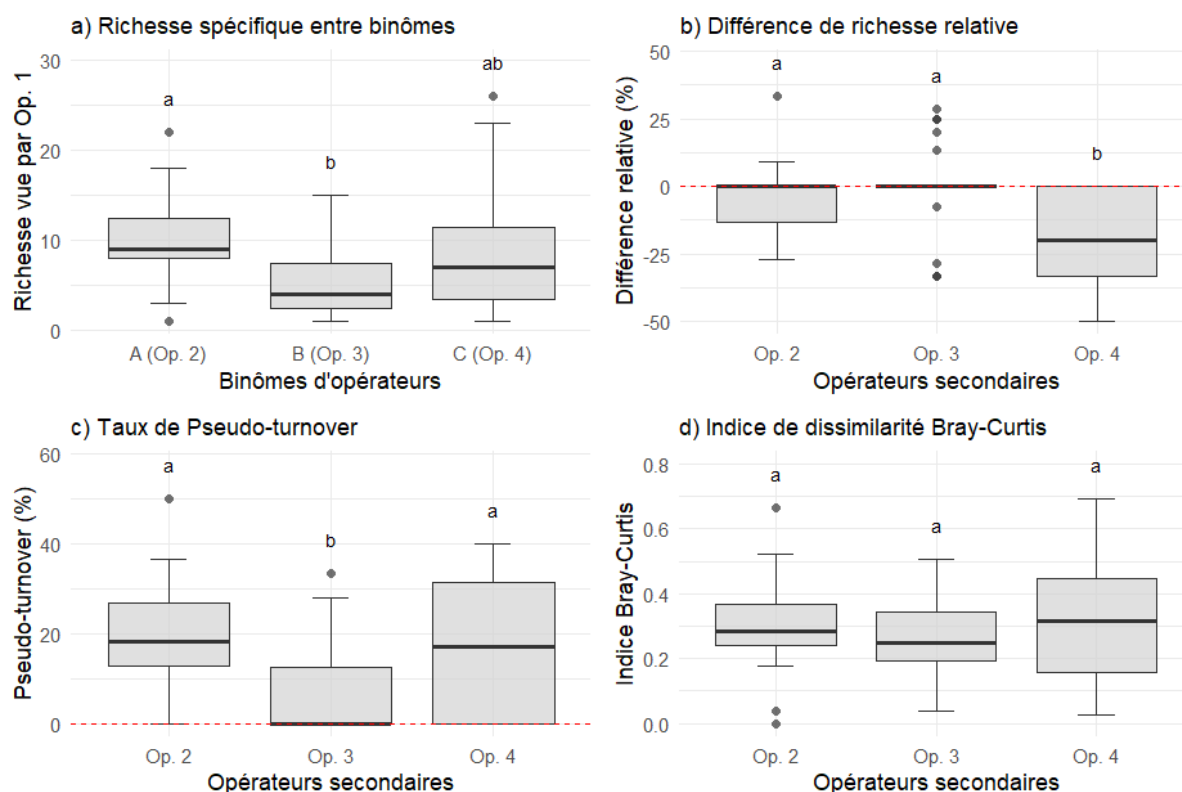 a) Richesse spécifique entre binômes
Richesse vue par Op. 1
30
20
10
0
a
b
ab
A (Op. 2)
B (Op. 3)
C (Op. 4)
Binômes d'opérateurs
b) Différence de richesse relative
Différence relative (%)
50
25
0
-25
-50
a
a
b
Op. 2
Op. 3
Op. 4
Opérateurs secondaires
c) Taux de Pseudo-turnover
Pseudo-turnover (%)
60
40
20
0
a
b
a
Op. 2
Op. 3
Op. 4
Opérateurs secondaires
d) Indice de dissimilarité Bray-Curtis
Indice Bray-Curtis
0.8
0.6
0.4
0.2
0.0
a
a
a
Op. 2
Op. 3
Op. 4
Opérateurs secondaires